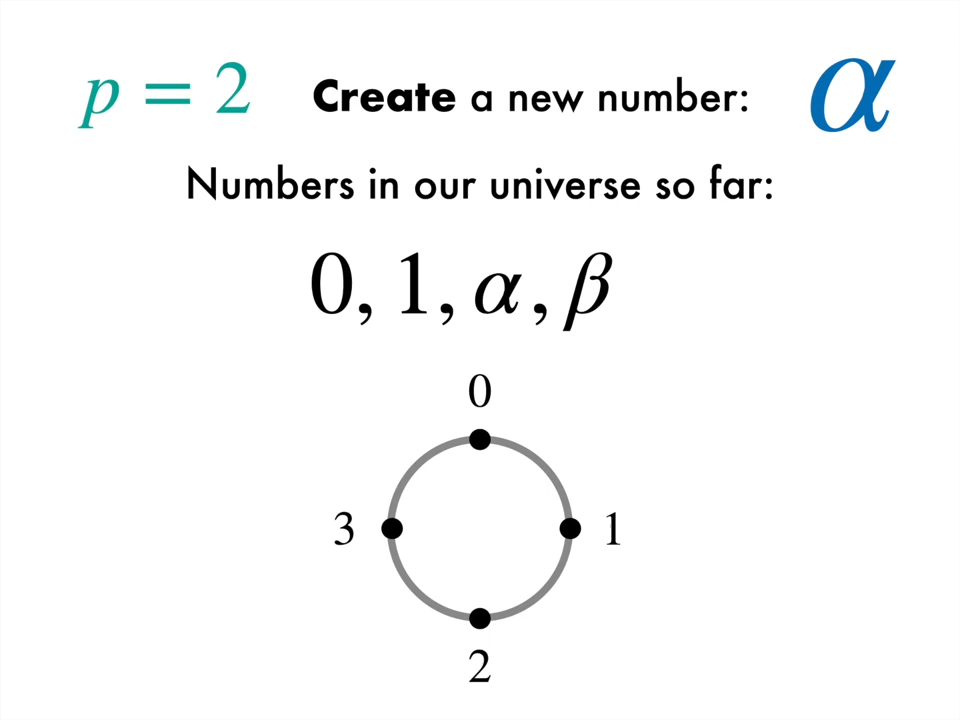 p = 2 Create a new number: α
Numbers in our universe so far:
0, 1, α, β
0
3 1
2